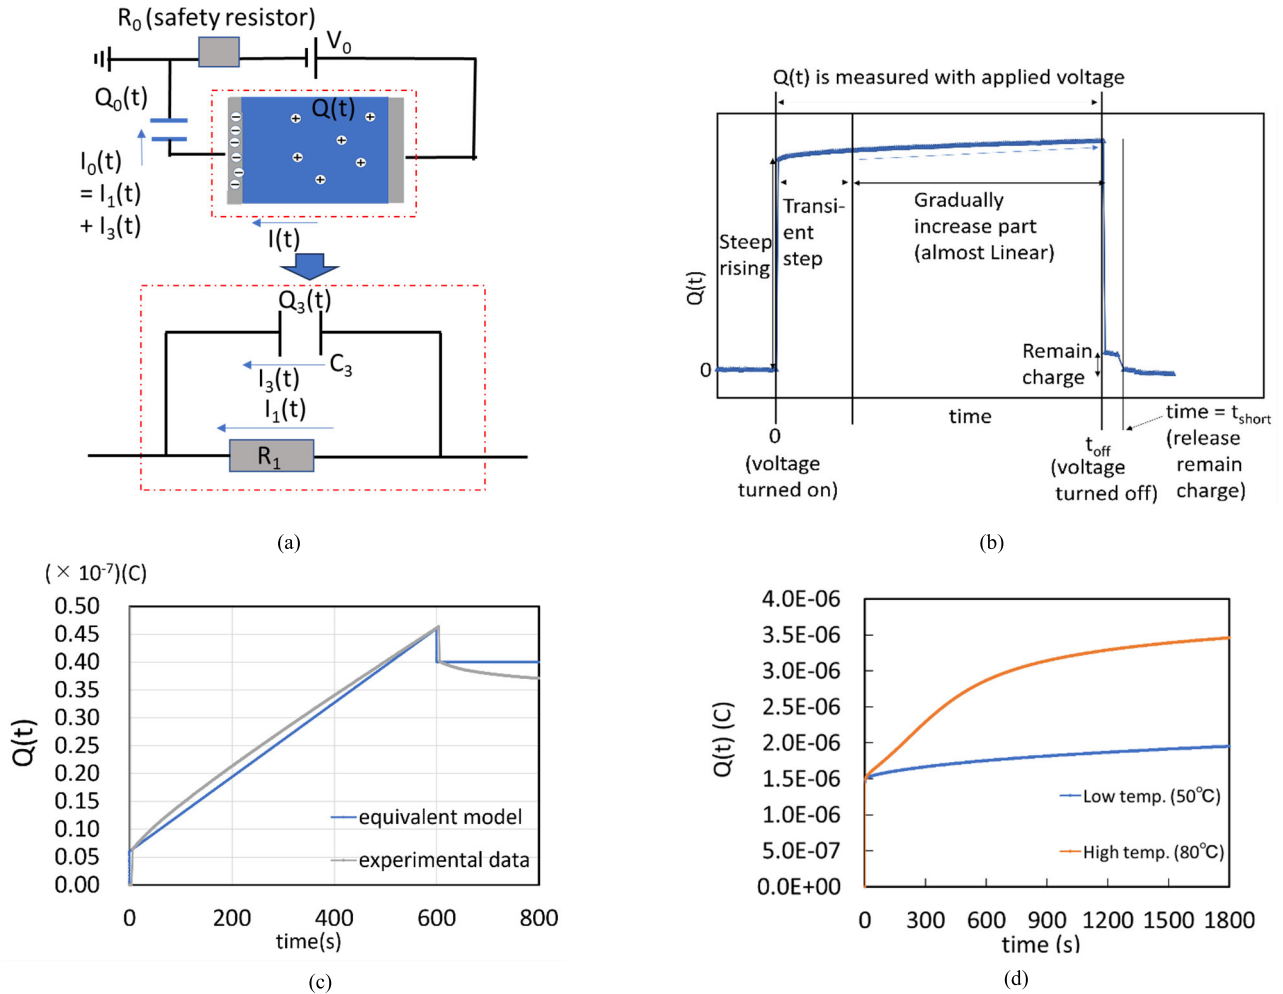 R0 (safety resistor)
V0
Q0(t)
Q(t)
I0(t)
= I1(t)
+ I3(t)
I(t)
Q3(t)
C3
I3(t)
I1(t)
R1
(a)
Q(t) is measured with applied voltage
Q(t)
Steep
rising
Transi-
ent
step
Gradually
increase part
(almost Linear)
Remain
charge
0
time
0
(voltage
turned on)
toff
(voltage
turned off)
time = tshort
(release
remain
charge)
(b)
(× 10-7)(C)
Q(t)
0.50
0.45
0.40
0.35
0.30
0.25
0.20
0.15
0.10
0.05
0.00
equivalent model
experimental data
0 200 400 600 800
time(s)
(c)
Q(t) (C)
4.0E-06
3.5E-06
3.0E-06
2.5E-06
2.0E-06
1.5E-06
1.0E-06
5.0E-07
0.0E+00
Low temp. (50°C)
High temp. (80°C)
0 300 600 900 1200 1500 1800
time (s)
(d)